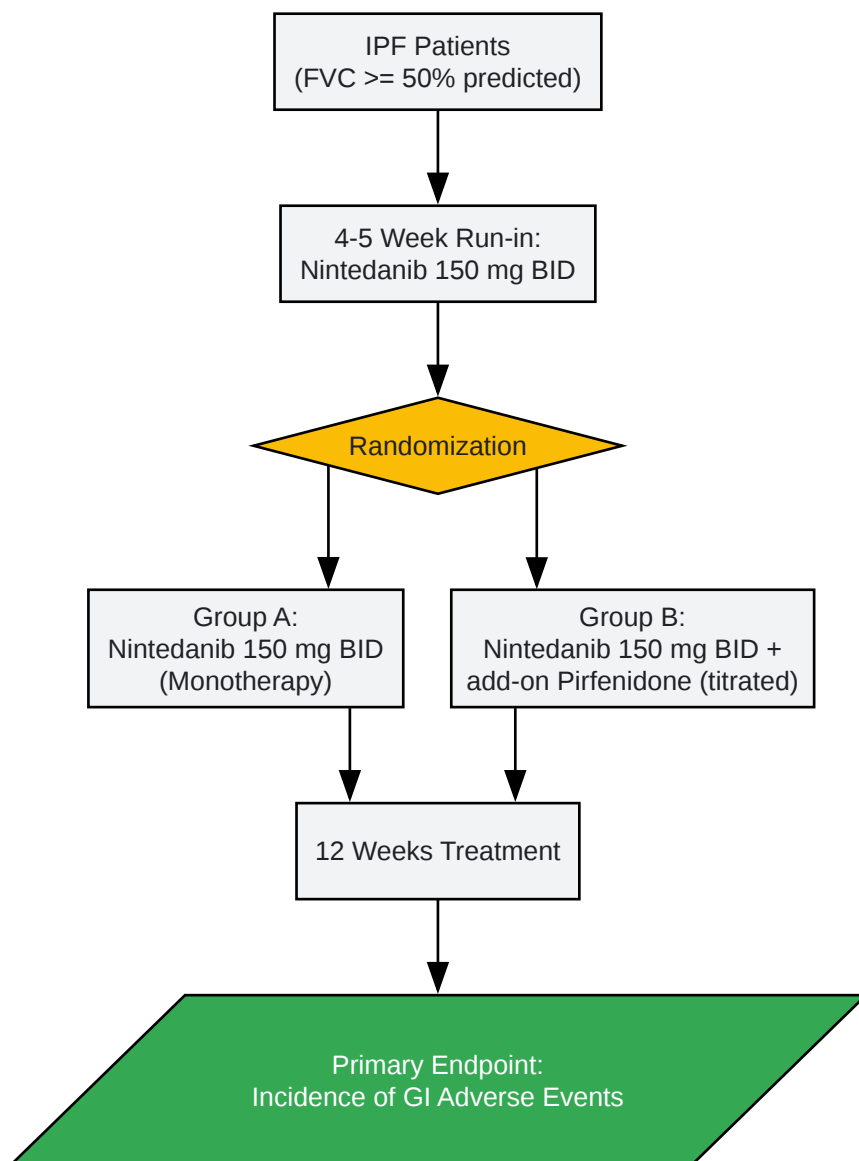 IPF Patients
(FVC >= 50% predicted)
4-5 Week Run-in:
Nintedanib 150 mg BID
Randomization
Group A:
Nintedanib 150 mg BID
(Monotherapy)
Group B:
Nintedanib 150 mg BID +
add-on Pirfenidone (titrated)
12 Weeks Treatment
Primary Endpoint:
Incidence of GI Adverse Events